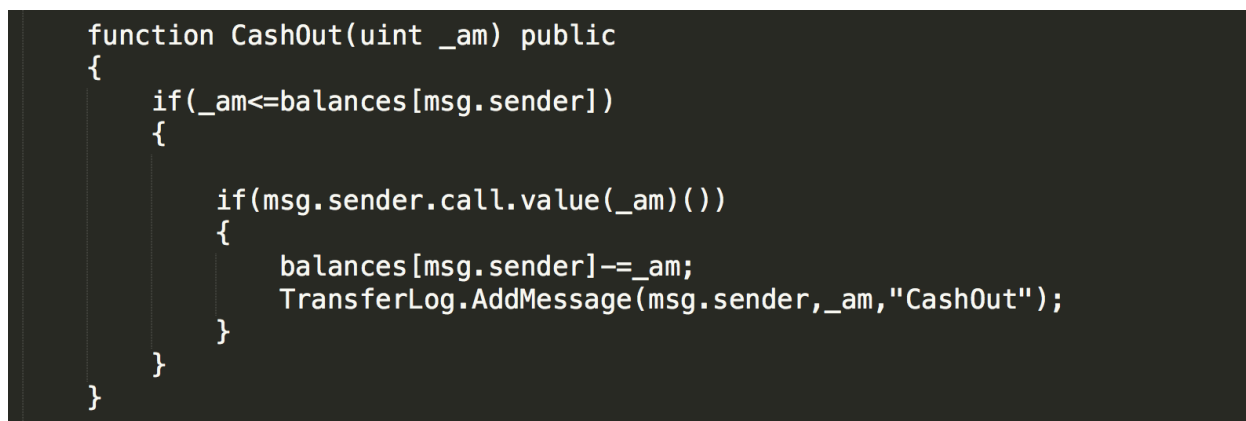 function CashOut(uint _am) public
{
if(_am<=balances[msg.sender])
{
if(msg.sender.call.value(_am)())
{
balances[msg.sender]-=_am;
TransferLog.AddMessage(msg.sender,_am,"CashOut");
}
}
}